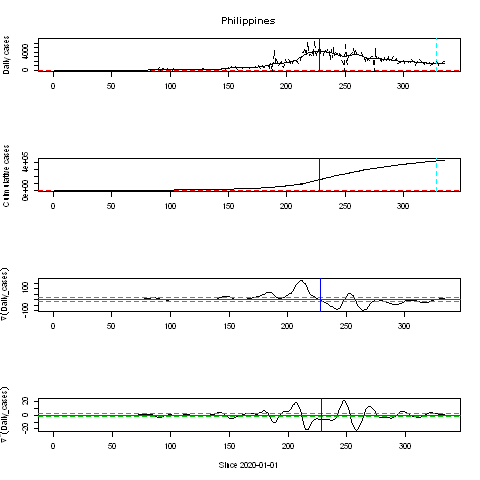 Philippines
Daily cases
0 4000
0 50 100 150 200 250 300
Cumulative cases
0e+00 4e+05
0 50 100 150 200 250 300
∇(Daily_cases)
-100 100
0 50 100 150 200 250 300
(Daily_cases)
-20 0 20
0 50 100 150 200 250 300
Since 2020-01-01